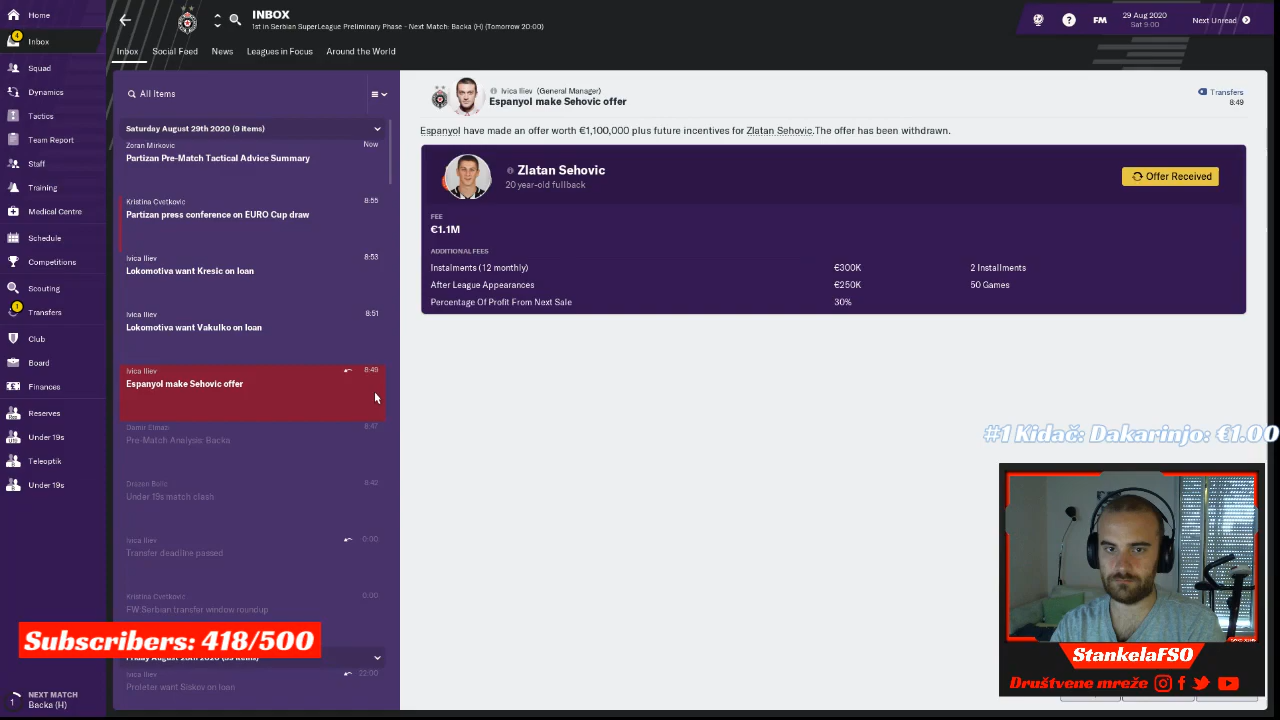 Home
4
Inbox
Squad
Dynamics
Tactics
Team Report
Staff
Training
Medical Centre
Schedule
Competitions
Scouting
1
Transfers
Club
Board
Finances
Reserves
Under 19s
Teleoptik
Under 19s
NEXT MATCH
1
Backa (H)
INBOX
1st in Serbian SuperLeague Preliminary Phase - Next Match: Backa (H) (Tomorrow 20:00)
FM
29 Aug 2020
Sat 9:00
Next Unread
Inbox
Social Feed
News
Leagues in Focus
Around the World
All Items
Saturday August 29th 2020 (9 items)
Zoran Mirkovic Now
Partizan Pre-Match Tactical Advice Summary
Kristina Cvetkovic 8:55
Partizan press conference on EURO Cup draw
Ivica Iliev 8:53
Lokomotiva want Kresic on loan
Ivica Iliev 8:51
Lokomotiva want Vakulko on loan
Ivica Iliev 8:49
Espanyol make Sehovic offer
8:47
Pre-Match Analysis: Backa
Drazen Bolic 8:42
Under 19s match clash
Ivica Iliev 0:00
Transfer deadline passed
Kristina Cvetkovic 0:00
FW Serbian transfer window roundup
Ivica Iliev 22:00
Proleter want Siskov on loan
Ivica Iliev (General Manager)
Espanyol make Sehovic offer
Transfers
8:49
Espanyol have made an offer worth €1,100,000 plus future incentives for Zlatan Sehovic.The offer has been withdrawn.
Zlatan Sehovic
20 year-old fullback
Offer Received
FEE
€1.1M
ADDITIONAL FEES
Instalments (12 monthly) €300K 2 Installments
After League Appearances €250K 50 Games
Percentage Of Profit From Next Sale 30%
#1 Kidač: Dakarinjo: €1.00
StankelaFSO
Društvene mreže
Subscribers: 418/500